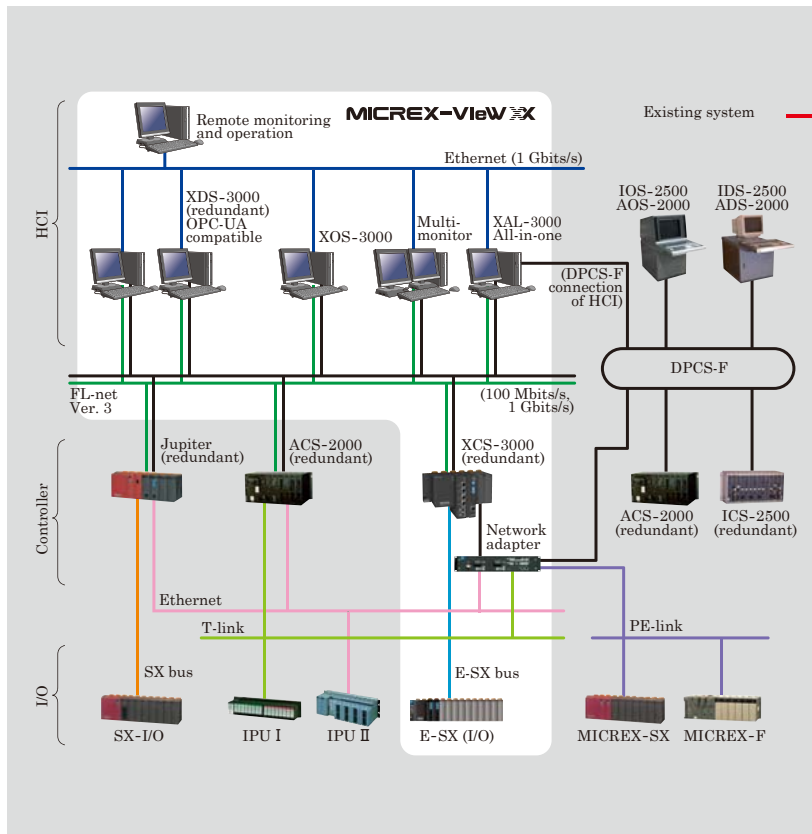 Remote monitoring
and operation
MICREX-VieW XX
Existing system
Ethernet (1 Gbits/s)
HCI
XDS-3000
(redundant)
OPC-UA
compatible
XOS-3000
Multi-
monitor
XAL-3000
All-in-one
IOS-2500
AOS-2000
IDS-2500
ADS-2000
(DPCS-F
connection
of HCI)
DPCS-F
FL-net
Ver. 3
(100 Mbits/s,
1 Gbits/s)
Controller
Jupiter
(redundant)
ACS-2000
(redundant)
XCS-3000
(redundant)
Network
adapter
ACS-2000
(redundant)
ICS-2500
(redundant)
Ethernet
T-link
PE-link
I/O
SX bus
E-SX bus
SX-I/O
IPU Ⅰ
IPU Ⅱ
E-SX (I/O)
MICREX-SX
MICREX-F